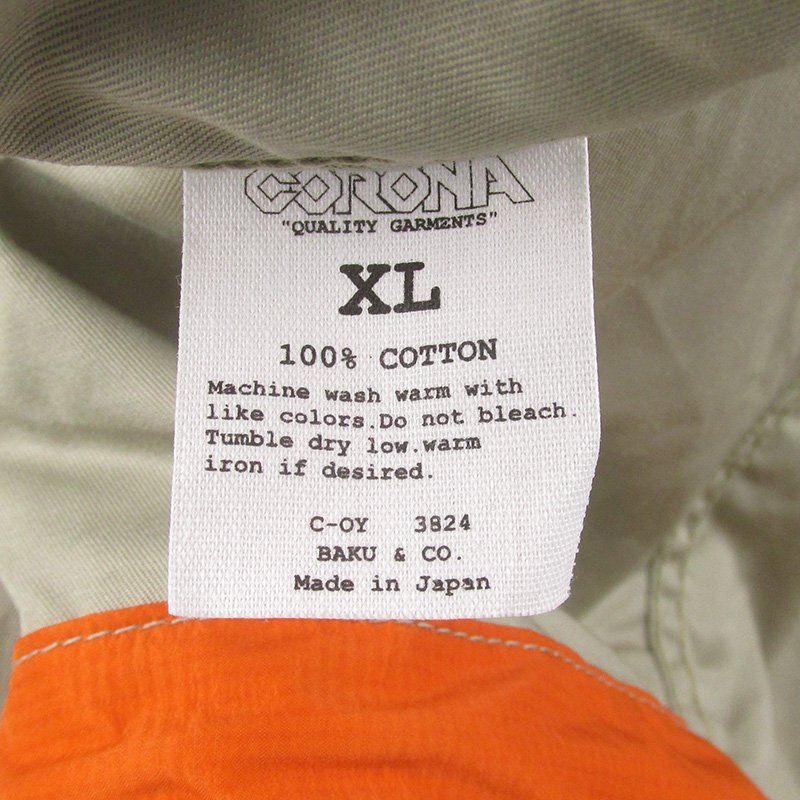 CORONA
"QUALITY GARMENTS"
XL
100% COTTON
Machine wash warm with
like colors.Do not bleach.
Tumble dry low.warm
iron if desired.
C-OY 3824
BAKU & CO.
Made in Japan